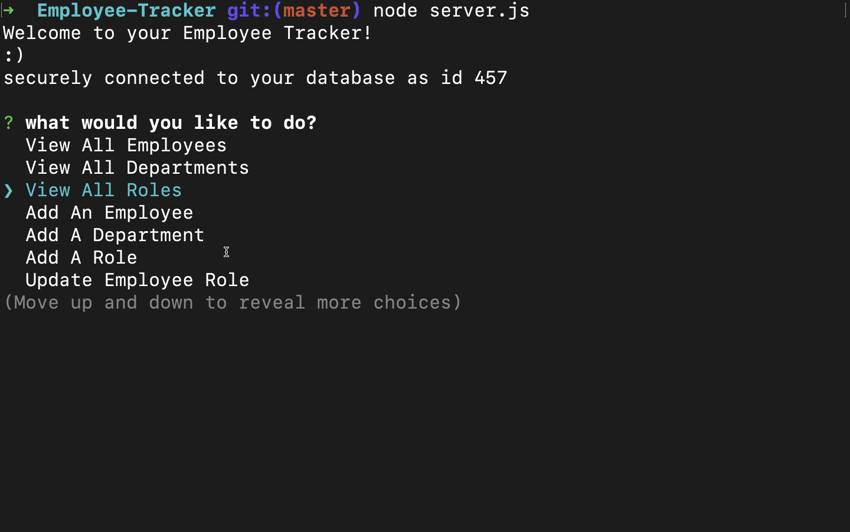 → Employee-Tracker git:(master) node server.js
Welcome to your Employee Tracker!
:)
securely connected to your database as id 457
? what would you like to do?
View All Employees
View All Departments
❯ View All Roles
Add An Employee
Add A Department
Add A Role
Update Employee Role
(Move up and down to reveal more choices)